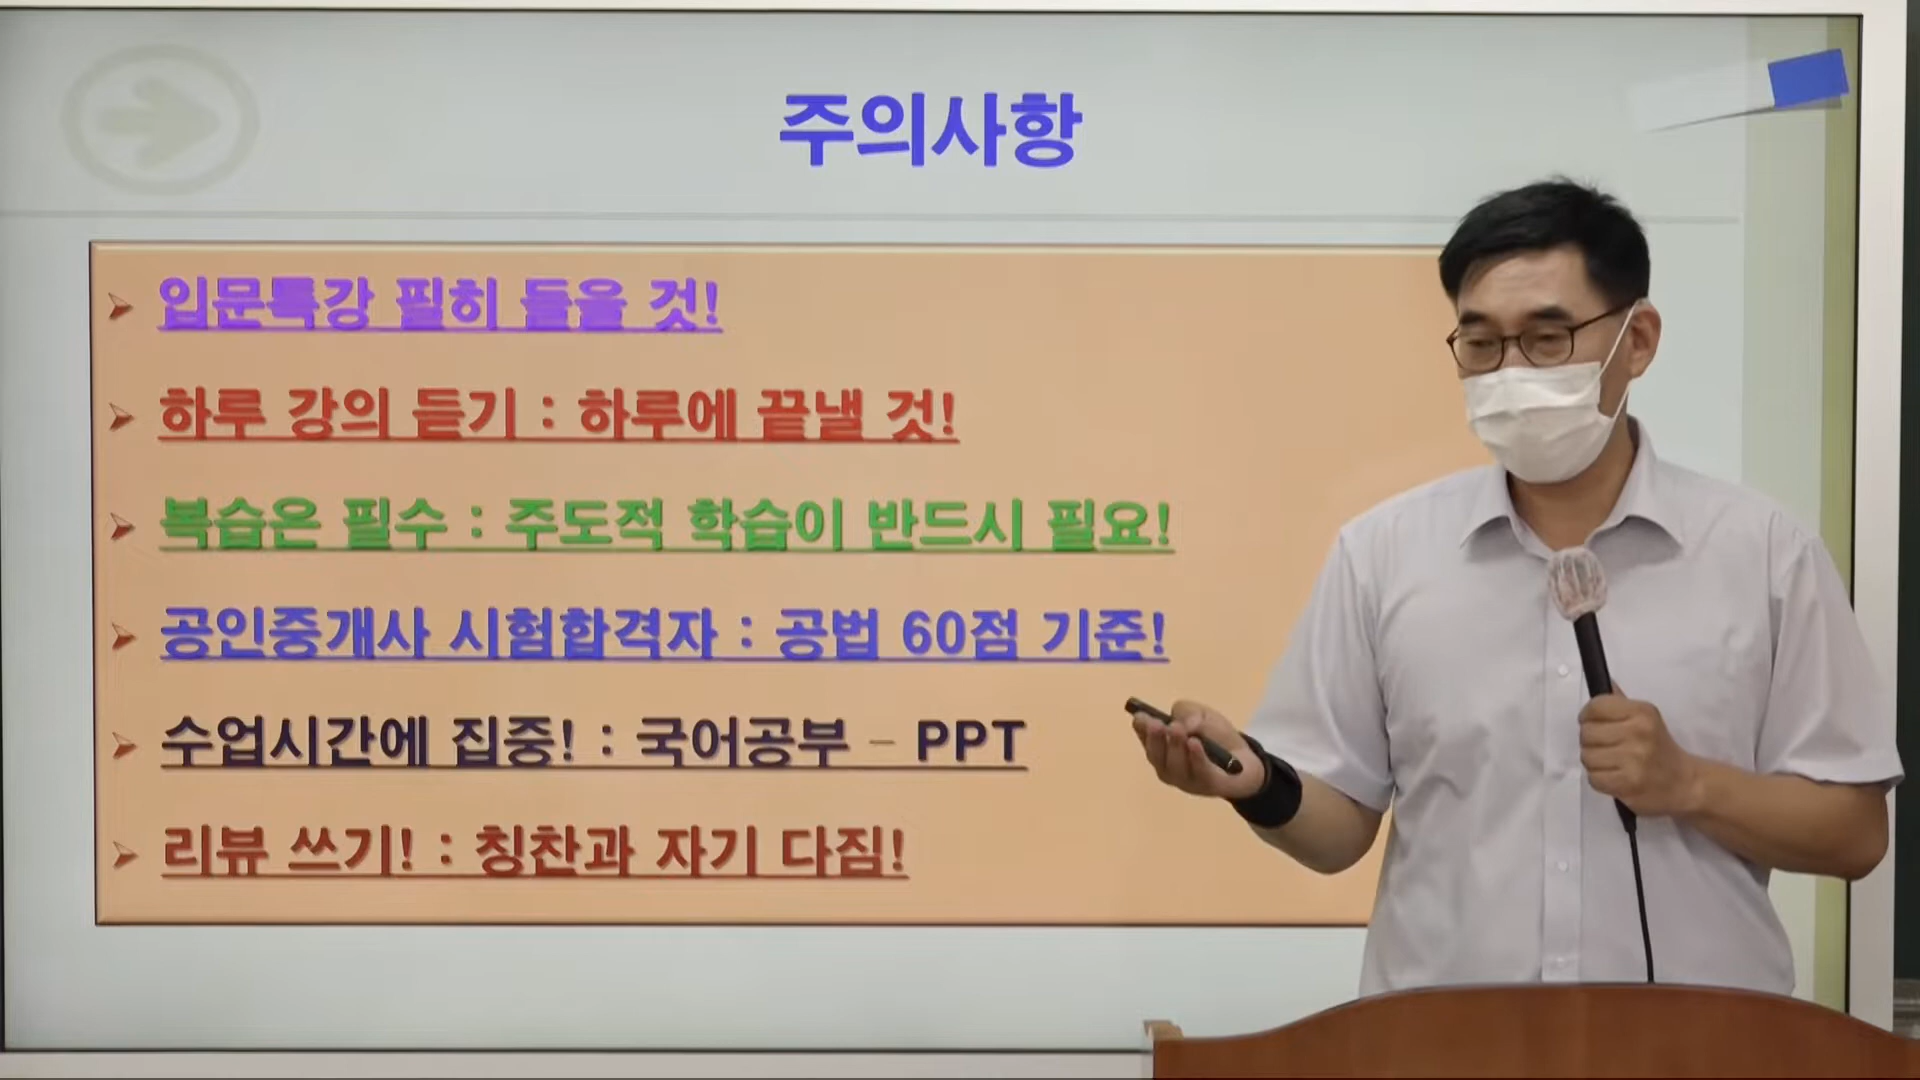 주의사항
입문특강 필히 들을 것!
하루 강의 듣기 : 하루에 끝낼 것!
복습은 필수 : 주도적 학습이 반드시 필요!
공인중개사 시험합격자 : 공법 60점 기준!
수업시간에 집중! : 국어공부 – PPT
리뷰 쓰기! : 칭찬과 자기 다짐!